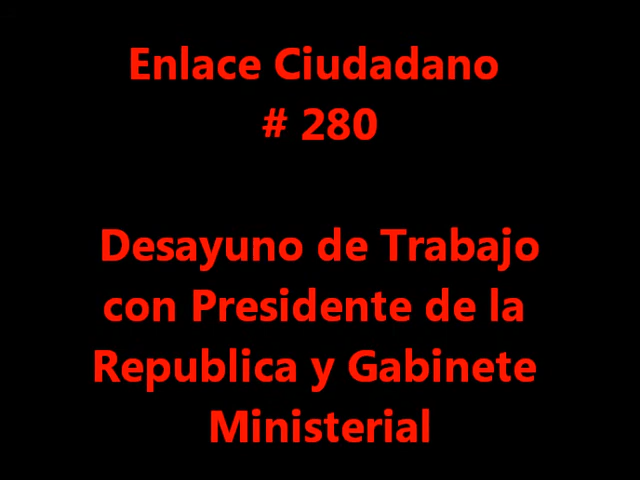 Enlace Ciudadano
# 280
Desayuno de Trabajo
con Presidente de la
Republica y Gabinete
Ministerial